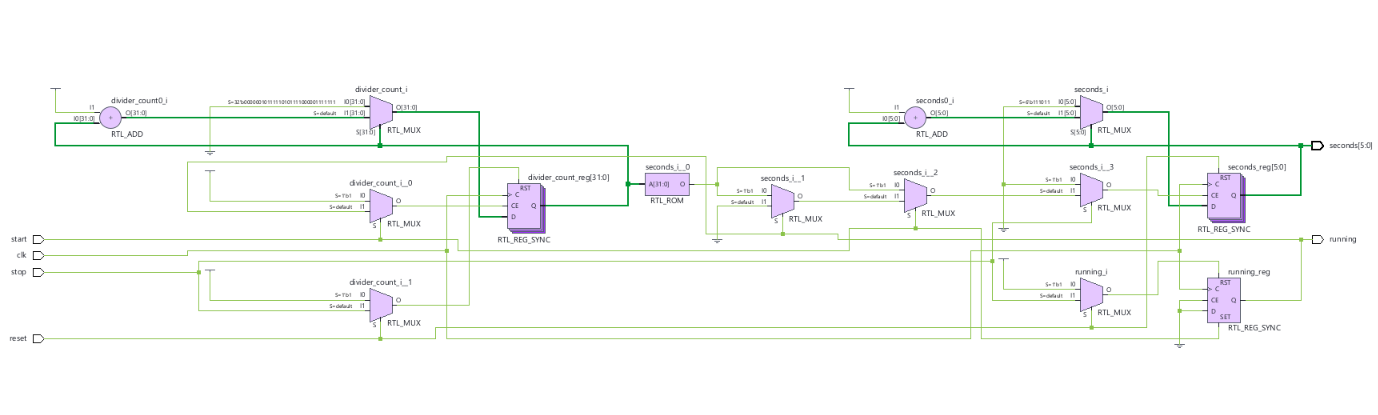 divider_count_i
seconds_i
divider_count0_i
I0[31:0]
O[31:0]
seconds0_i
S=6'b111011
I0[5:0]
O[5:0]
I1
O[31:0]
S=default
I1[31:0]
I1
O[5:0]
S=default
I1[5:0]
I0[31:0]
+
RTL_MUX
I0[5:0]
+
RTL_MUX
RTL_ADD
S[31:0]
RTL_ADD
S[5:0]
seconds[5:0]
divider_count_i__0
seconds_i__0
seconds_i__1
seconds_i__2
seconds_i__3
seconds_reg[5:0]
divider_count_reg[31:0]
A[31:0]
O
RTL_ROM
S=1'b1
I0
S=default
I1
O
S
RTL_MUX
RST
C
CE
Q
D
RTL_REG_SYNC
S=1'b1
I0
S=default
I1
O
S
RTL_MUX
S=1'b1
I0
S=default
I1
O
S
RTL_MUX
S=1'b1
I0
S=default
I1
O
S
RTL_MUX
RST
C
CE
Q
D
RTL_REG_SYNC
start
running
clk
stop
divider_count_i__1
running_i
running_reg
S=1'b1
I0
S=default
I1
O
S
RTL_MUX
S=1'b1
I0
S=default
I1
O
S
RTL_MUX
RST
C
CE
Q
D
SET
RTL_REG_SYNC
reset